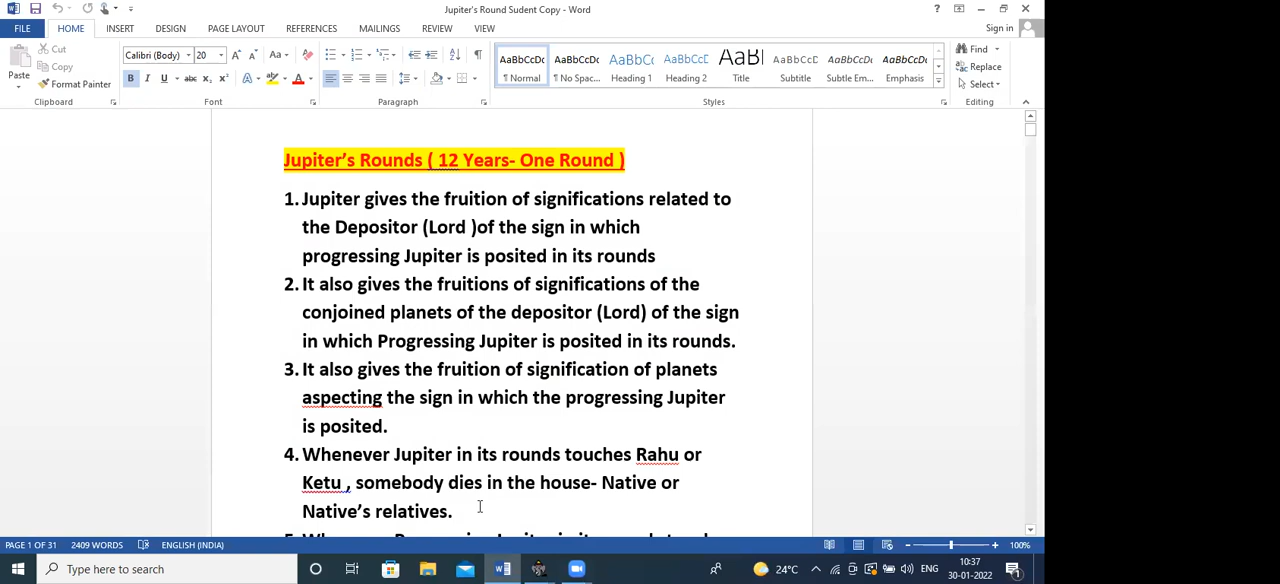 Jupiter's Round Sudent Copy - Word
Sign in
FILE HOME INSERT DESIGN PAGE LAYOUT REFERENCES MAILINGS REVIEW VIEW
Paste
Cut
Copy
Format Painter
Clipboard
Calibri (Body) 20
Font
Paragraph
AaBbCcDc AaBbCcDc AaBbCc AaBbCcD AaBl AaBbCcD AaBbCcDc AaBbCcDc
¶ Normal ¶ No Spac... Heading 1 Heading 2 Title Subtitle Subtle Em... Emphasis
Styles
Find
Replace
Select
Editing
Jupiter's Rounds ( 12 Years- One Round )
1. Jupiter gives the fruition of significations related to
the Depositor (Lord )of the sign in which
progressing Jupiter is posited in its rounds
2. It also gives the fruitions of significations of the
conjoined planets of the depositor (Lord) of the sign
in which Progressing Jupiter is posited in its rounds.
3. It also gives the fruition of signification of planets
aspecting the sign in which the progressing Jupiter
is posited.
4. Whenever Jupiter in its rounds touches Rahu or
Ketu , somebody dies in the house- Native or
Native's relatives.
PAGE 1 OF 31 2409 WORDS ENGLISH (INDIA) 100%
Type here to search
24°C
ENG
10:37
30-01-2022